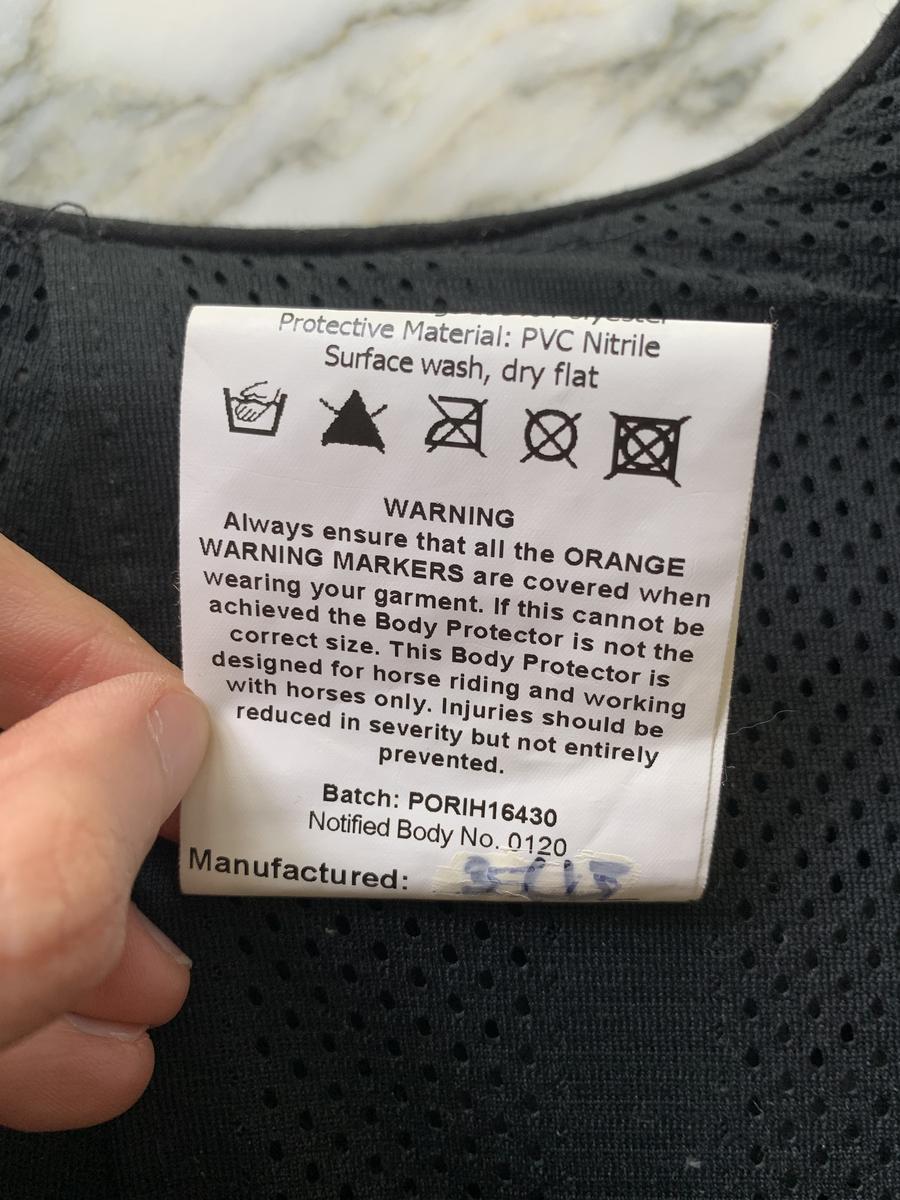 Polyester
Protective Material: PVC Nitrile
Surface wash, dry flat
WARNING
Always ensure that all the ORANGE
WARNING MARKERS are covered when
wearing your garment. If this cannot be
achieved the Body Protector is not the
correct size. This Body Protector is
designed for horse riding and working
with horses only. Injuries should be
reduced in severity but not entirely
prevented.
Batch: PORIH16430
Notified Body No. 0120
Manufactured: